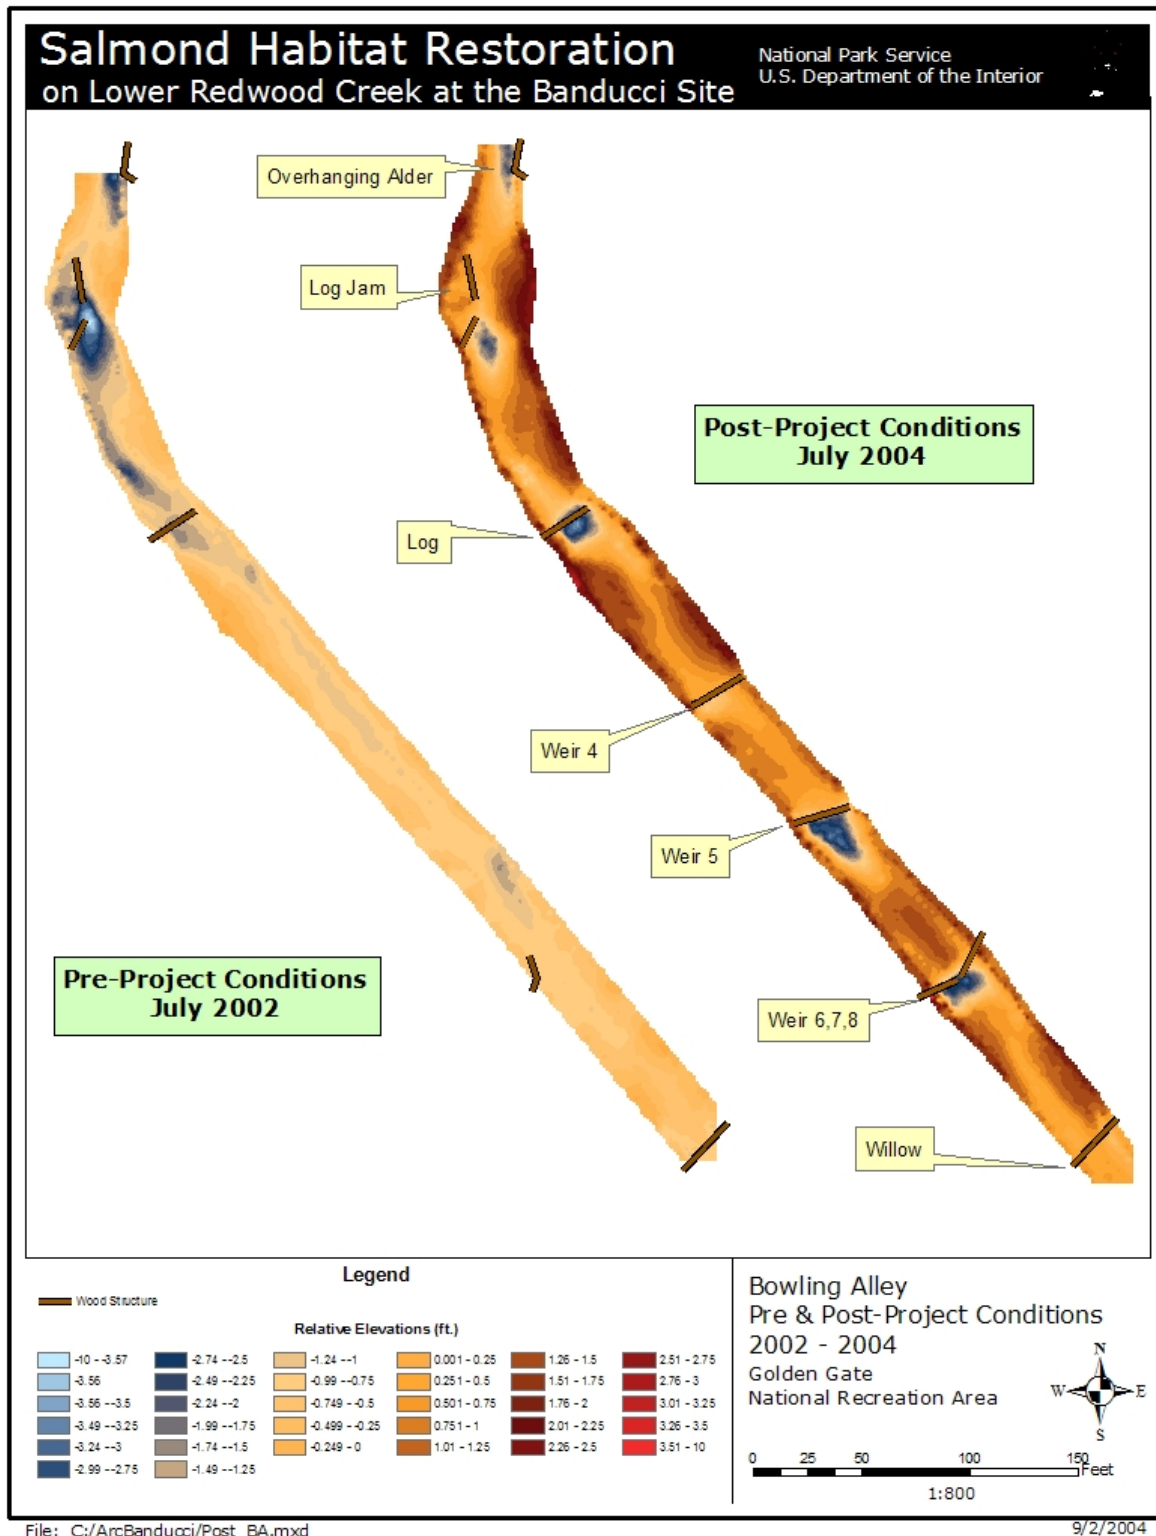 Salmond Habitat Restoration
on Lower Redwood Creek at the Banducci Site
National Park Service
U.S. Department of the Interior
Overhanging Alder
Log Jam
Post-Project Conditions
July 2004
Log
Weir 4
Weir 5
Pre-Project Conditions
July 2002
Weir 6,7,8
Willow
Legend
Wood Structure
Relative Elevations (ft.)
-10 --3.57
-3.56
-3.56 --3.5
-3.49 --3.25
-3.24 --3
-2.99 --2.75
-2.74 --2.5
-2.49 --2.25
-2.24 --2
-1.99 --1.75
-1.74 --1.5
-1.49 --1.25
-1.24 --1
-0.99 --0.75
-0.749 --0.5
-0.499 --0.25
-0.249 - 0
0.001 - 0.25
0.251 - 0.5
0.501 - 0.75
0.751 - 1
1.01 - 1.25
1.26 - 1.5
1.51 - 1.75
1.76 - 2
2.01 - 2.25
2.26 - 2.5
2.51 - 2.75
2.76 - 3
3.01 - 3.25
3.26 - 3.5
3.51 - 10
Bowling Alley
Pre & Post-Project Conditions
2002 - 2004
Golden Gate
National Recreation Area
N
W E
S
0 25 50 100 150
Feet
1:800
File: C:/ArcBanducci/Post_BA.mxd
9/2/2004